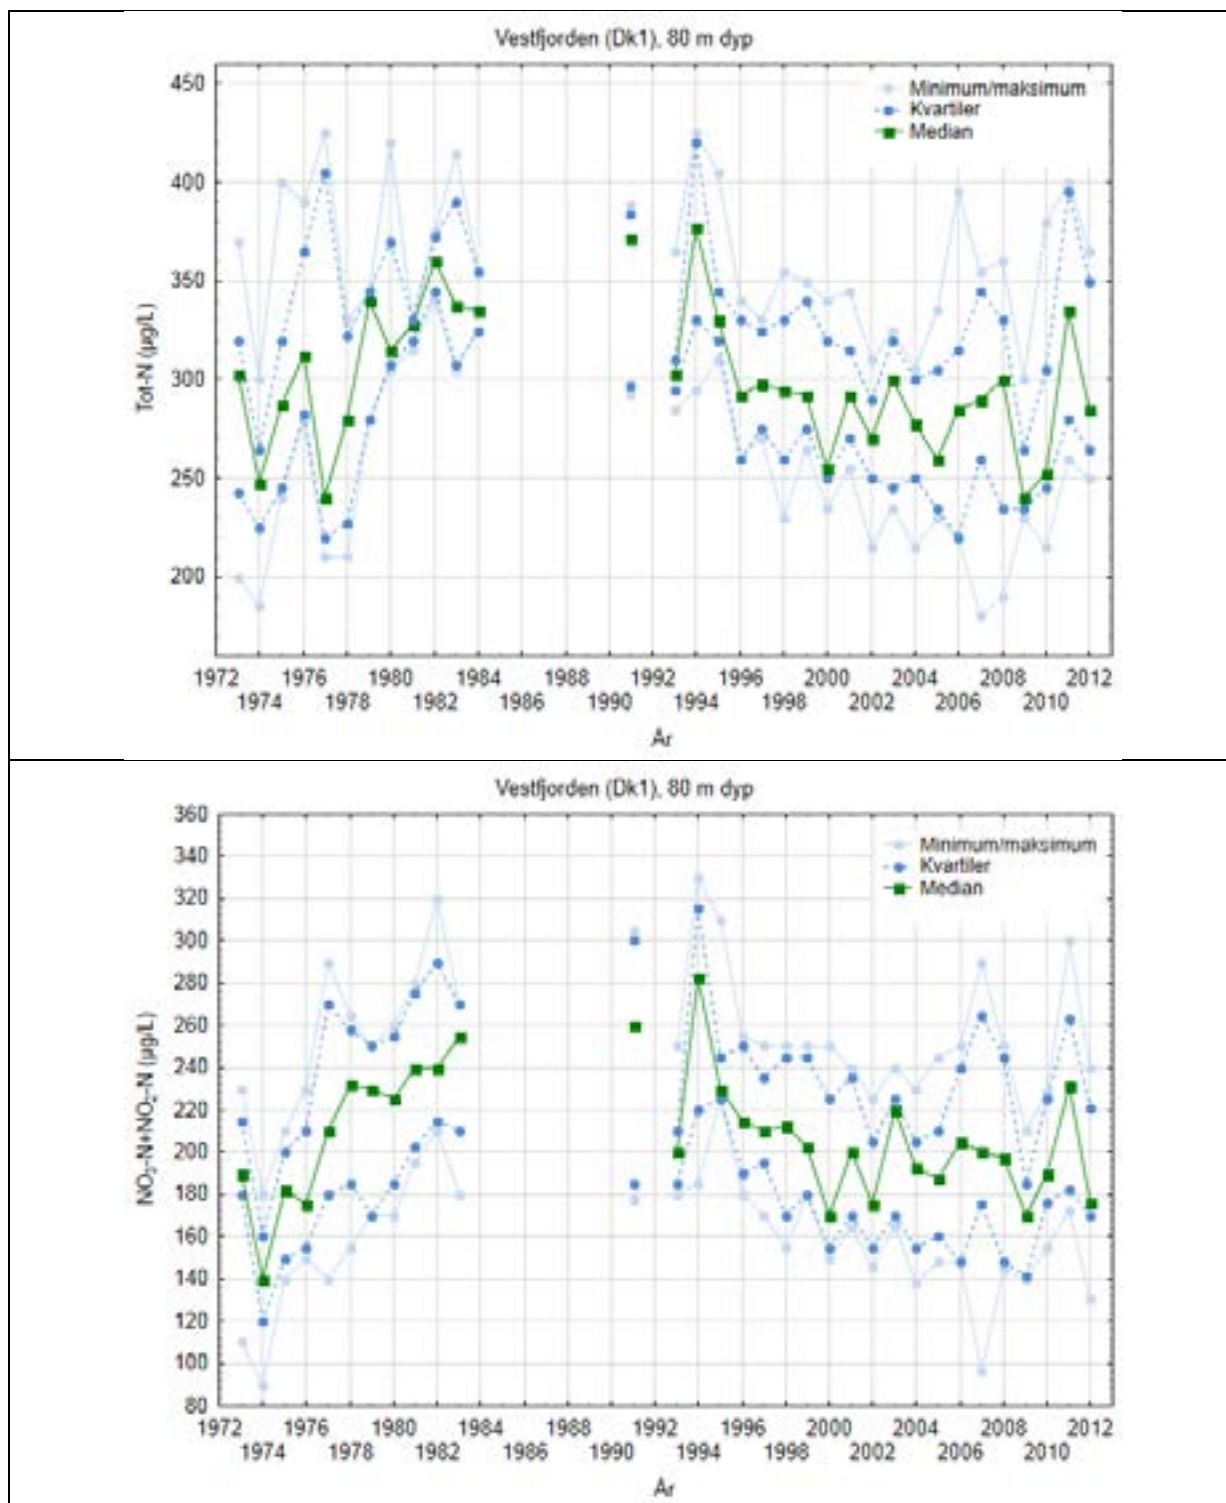 Vestfjorden (Dk1), 80 m dyp
450
400
350
300
250
200
Tot-N (µg/L)
Minimum/maksimum
Kvartiler
Median
1972 1976 1980 1984 1988 1992 1996 2000 2004 2008 2012
1974 1978 1982 1986 1990 1994 1998 2002 2006 2010
År
Vestfjorden (Dk1), 80 m dyp
360
340
320
300
280
260
240
220
200
180
160
140
120
100
80
NO₃-N+NO₂-N (µg/L)
Minimum/maksimum
Kvartiler
Median
1972 1976 1980 1984 1988 1992 1996 2000 2004 2008 2012
1974 1978 1982 1986 1990 1994 1998 2002 2006 2010
År